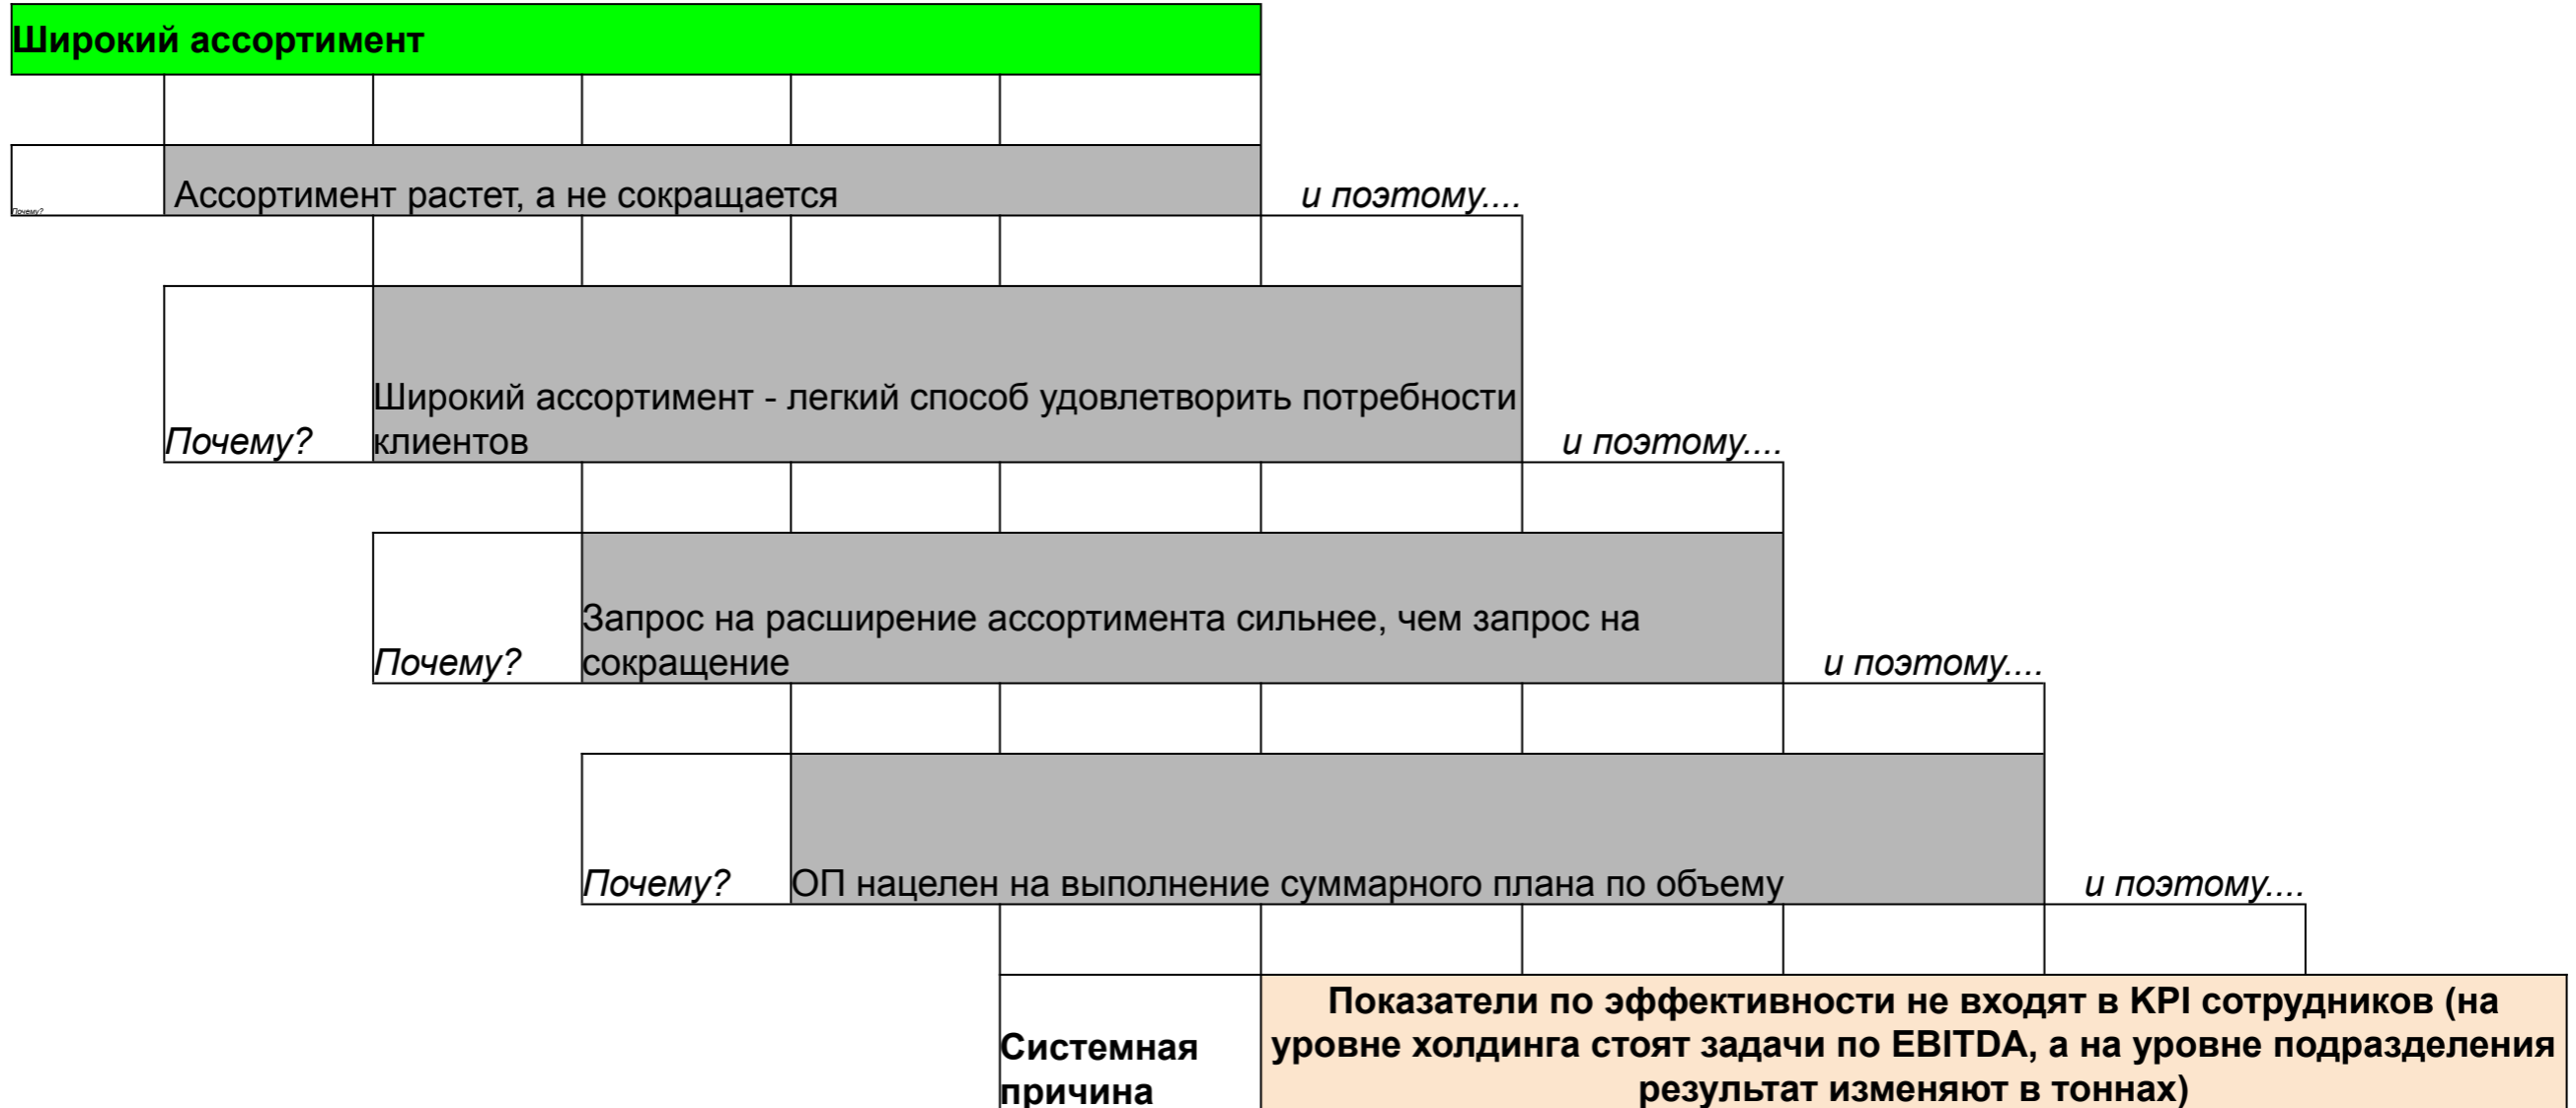 Широкий ассортимент
Почему?
Ассортимент растет, а не сокращается
и поэтому....
Широкий ассортимент - легкий способ удовлетворить потребности
Почему?
клиентов
и поэтому....
Запрос на расширение ассортимента сильнее, чем запрос на
Почему?
сокращение
и поэтому....
Почему?
ОП нацелен на выполнение суммарного плана по объему
и поэтому....
Системная
причина
Показатели по эффективности не входят в KPI сотрудников (на
уровне холдинга стоят задачи по EBITDA, а на уровне подразделения
результат изменяют в тоннах)